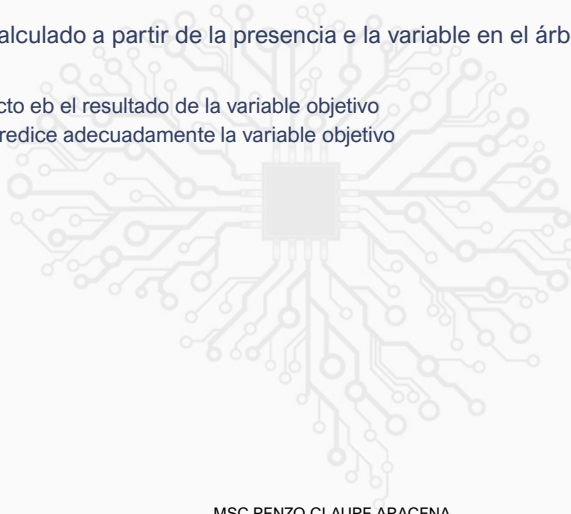 alculado a partir de la presencia e la variable en el árb
cto eb el resultado de la variable objetivo
redice adecuadamente la variable objetivo
MSC RENZO CLAURE ARACENA